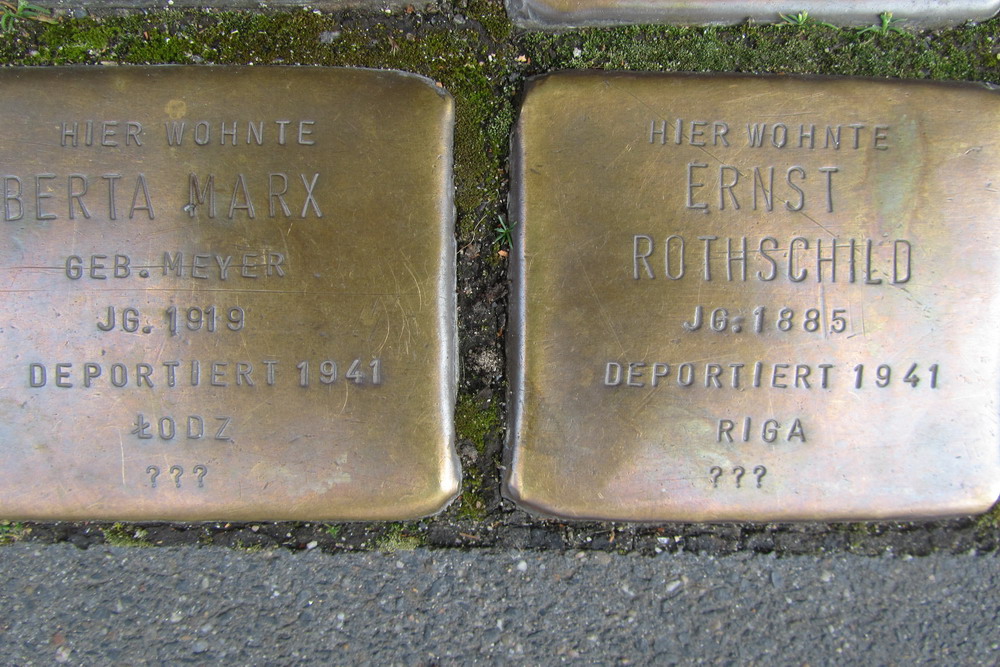 HIER WOHNTE
BERTA MARX
GEB. MEYER
JG. 1919
DEPORTIERT 1941
ŁODZ
???
HIER WOHNTE
ERNST
ROTHSCHILD
JG. 1885
DEPORTIERT 1941
RIGA
???